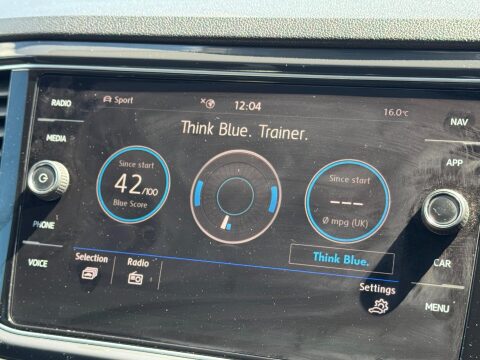 RADIO
MEDIA
PHONE
VOICE
Sport
12:04
16.0°C
Think Blue. Trainer.
Since start
42/100
Blue Score
Since start
---
Ø mpg (UK)
Think Blue.
Selection
Radio
Settings
NAV
APP
CAR
MENU